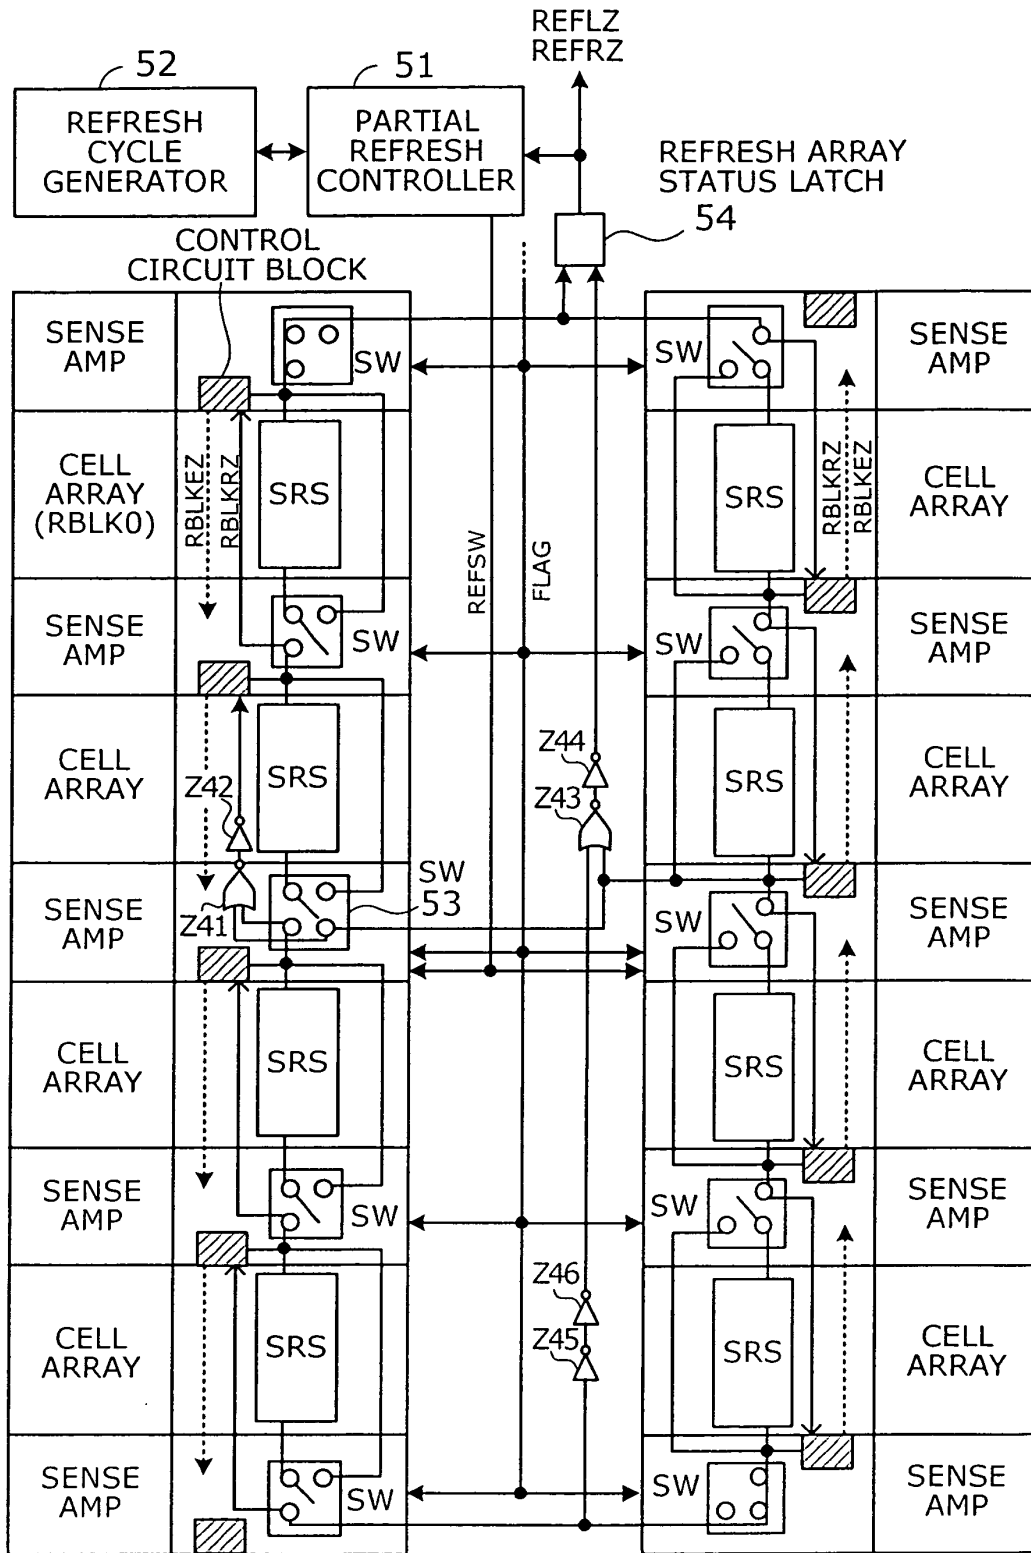 REFLZ
REFRZ
52
51
REFRESH
CYCLE
GENERATOR
PARTIAL
REFRESH
CONTROLLER
REFRESH ARRAY
STATUS LATCH
54
CONTROL
CIRCUIT BLOCK
SENSE
AMP
SW
SW
SENSE
AMP
CELL
ARRAY
(RBLK0)
RBLKEZ
RBLKRZ
SRS
REFSW
FLAG
SRS
RBLKRZ
RBLKEZ
CELL
ARRAY
SENSE
AMP
SW
SW
SENSE
AMP
CELL
ARRAY
Z42
SRS
Z44
Z43
SRS
CELL
ARRAY
SENSE
AMP
Z41
SW
53
SW
SENSE
AMP
CELL
ARRAY
SRS
SRS
CELL
ARRAY
SENSE
AMP
SW
SW
SENSE
AMP
CELL
ARRAY
SRS
Z46
Z45
SRS
CELL
ARRAY
SENSE
AMP
SW
SW
SENSE
AMP